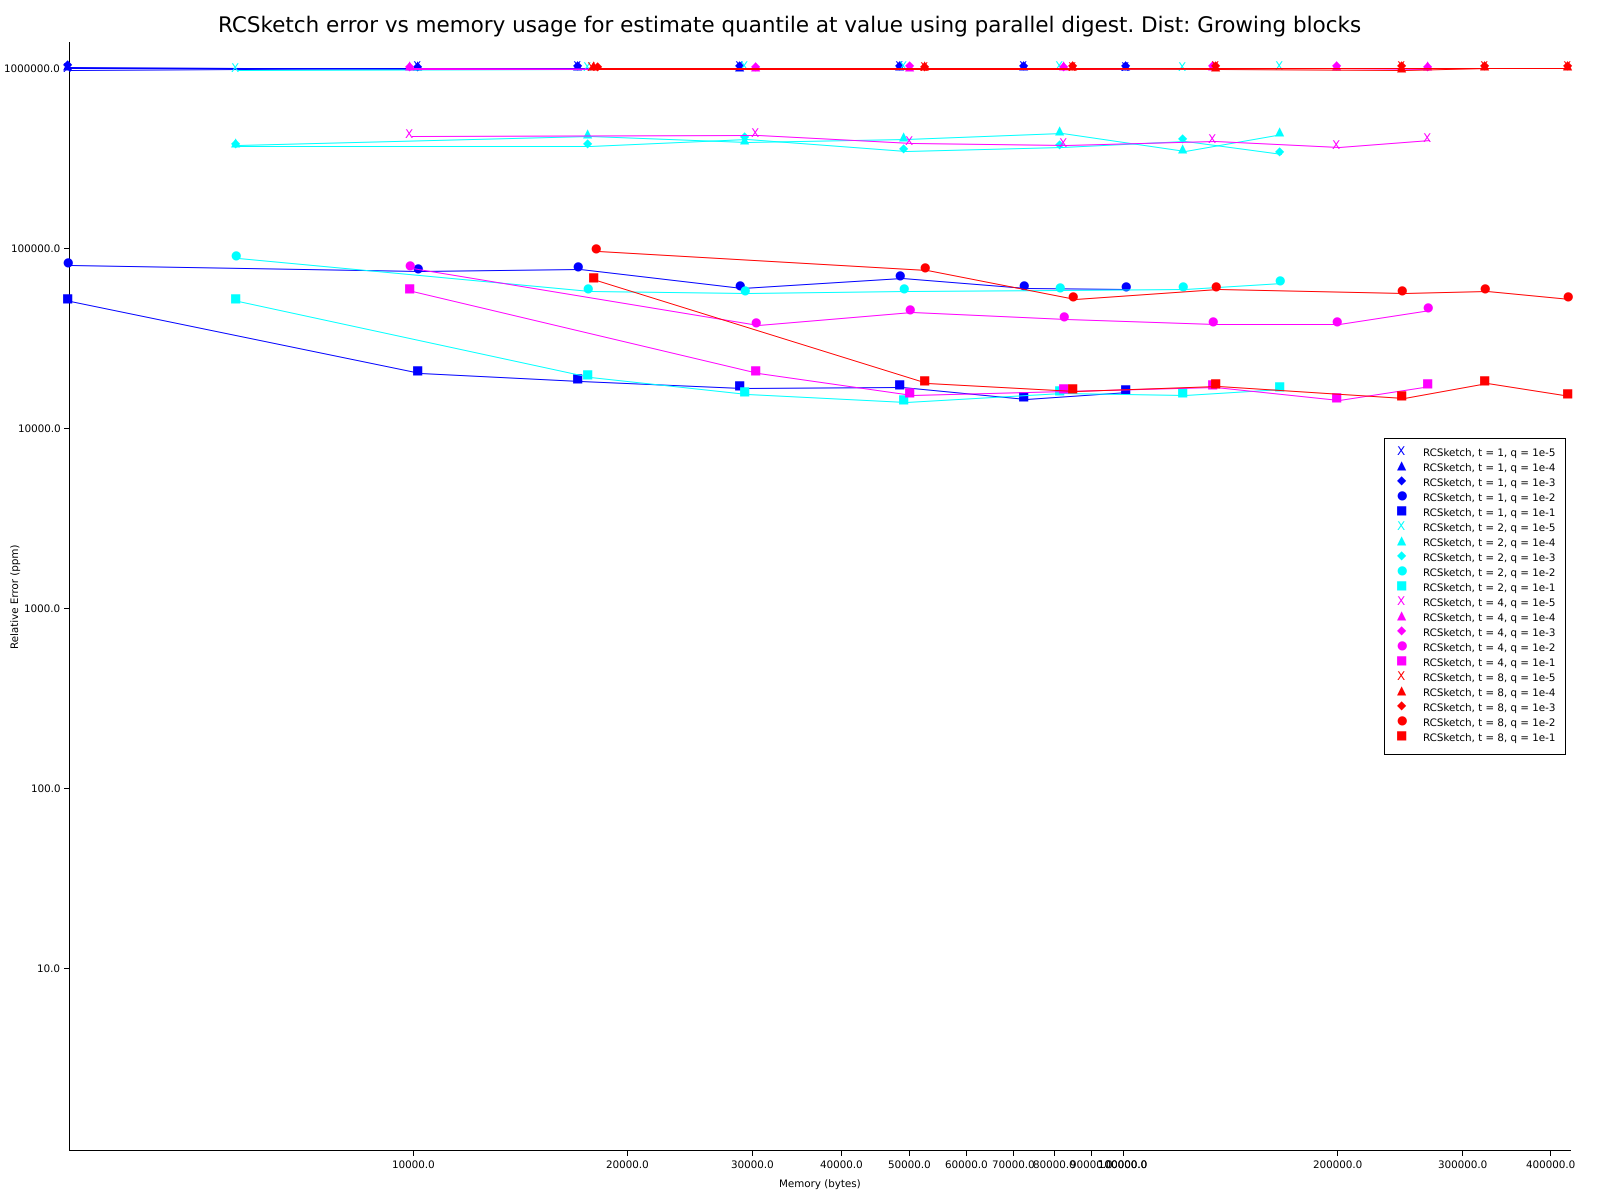 RCSketch error vs memory usage for estimate quantile at value using parallel digest. Dist: Growing blocks
1000000.0
100000.0
10000.0
1000.0
100.0
10.0
Relative Error (ppm)
RCSketch, t = 1, q = 1e-5
RCSketch, t = 1, q = 1e-4
RCSketch, t = 1, q = 1e-3
RCSketch, t = 1, q = 1e-2
RCSketch, t = 1, q = 1e-1
RCSketch, t = 2, q = 1e-5
RCSketch, t = 2, q = 1e-4
RCSketch, t = 2, q = 1e-3
RCSketch, t = 2, q = 1e-2
RCSketch, t = 2, q = 1e-1
RCSketch, t = 4, q = 1e-5
RCSketch, t = 4, q = 1e-4
RCSketch, t = 4, q = 1e-3
RCSketch, t = 4, q = 1e-2
RCSketch, t = 4, q = 1e-1
RCSketch, t = 8, q = 1e-5
RCSketch, t = 8, q = 1e-4
RCSketch, t = 8, q = 1e-3
RCSketch, t = 8, q = 1e-2
RCSketch, t = 8, q = 1e-1
10000.0 20000.0 30000.0 40000.0 50000.0 60000.0 70000.0 80000.0 90000.0 100000.0 200000.0 300000.0 400000.0
Memory (bytes)